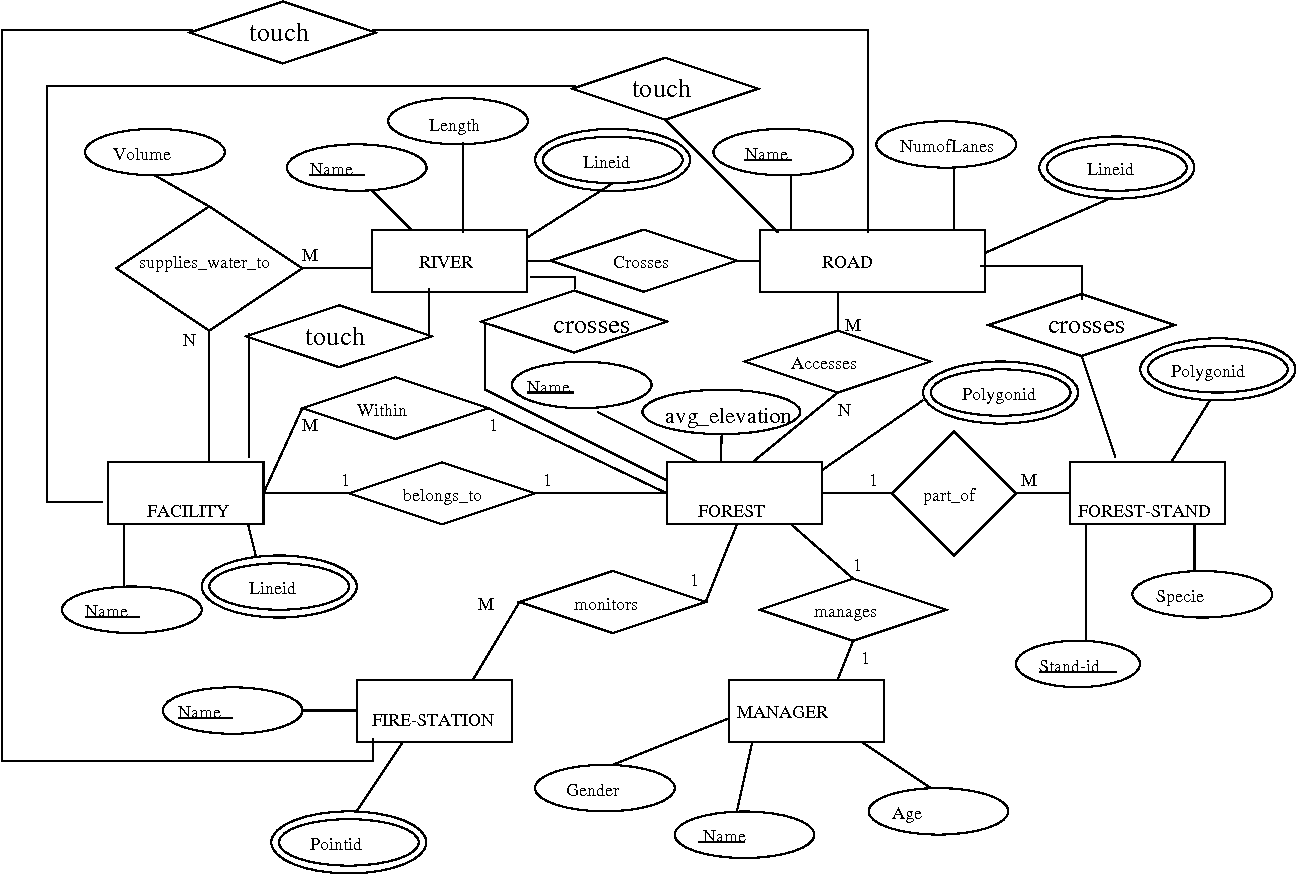 touch
touch
Length
NumofLanes
Volume
Name
Lineid
Name
Lineid
M
supplies_water_to
RIVER
Crosses
ROAD
N
touch
crosses
M
crosses
Accesses
Polygonid
Name
Polygonid
Within
M
1
avg_elevation
N
1
belongs_to
1
1
part_of
M
FACILITY
FOREST
FOREST-STAND
1
1
Name
Lineid
M
monitors
manages
Specie
1
Stand-id
Name
FIRE-STATION
MANAGER
Gender
Age
Name
Pointid